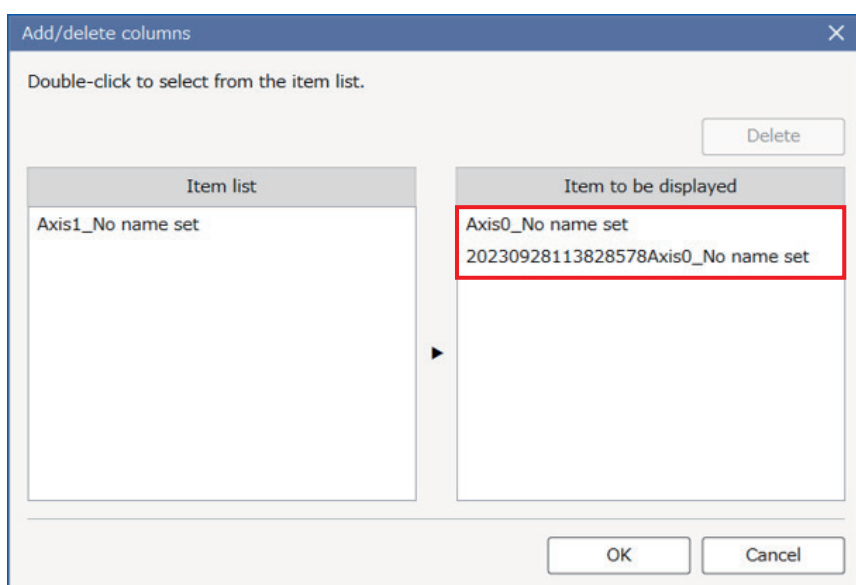 Add/delete columns
Double-click to select from the item list.
Delete
Item list
Item to be displayed
Axis1_No name set
Axis0_No name set
20230928113828578Axis0_No name set
OK
Cancel